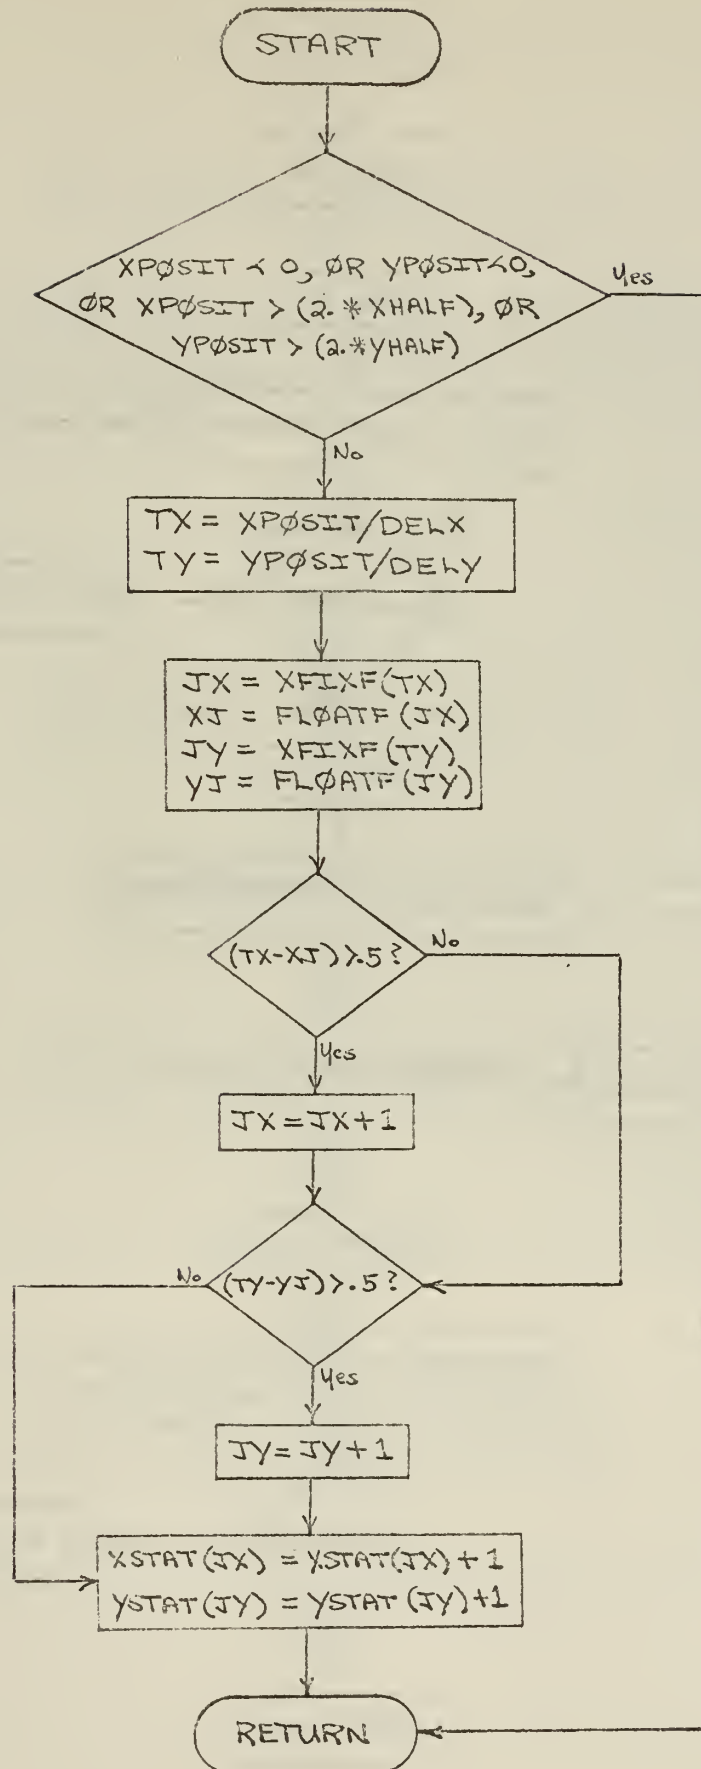 START
XPØSIT < 0, ØR YPØSIT<0,
ØR XPØSIT > (2.*XHALF), ØR
YPØSIT > (2.*YHALF)
Yes
No
TX = XPØSIT/DELX
TY = YPØSIT/DELY
JX = XFIXF(TX)
XJ = FLØATF(JX)
JY = XFIXF(TY)
YJ = FLØATF(JY)
(TX-XJ)>.5?
No
Yes
JX=JX+1
No
(TY-YJ)>.5?
Yes
JY=JY+1
XSTAT(JX) = XSTAT(JX)+1
YSTAT(JY) = YSTAT(JY)+1
RETURN